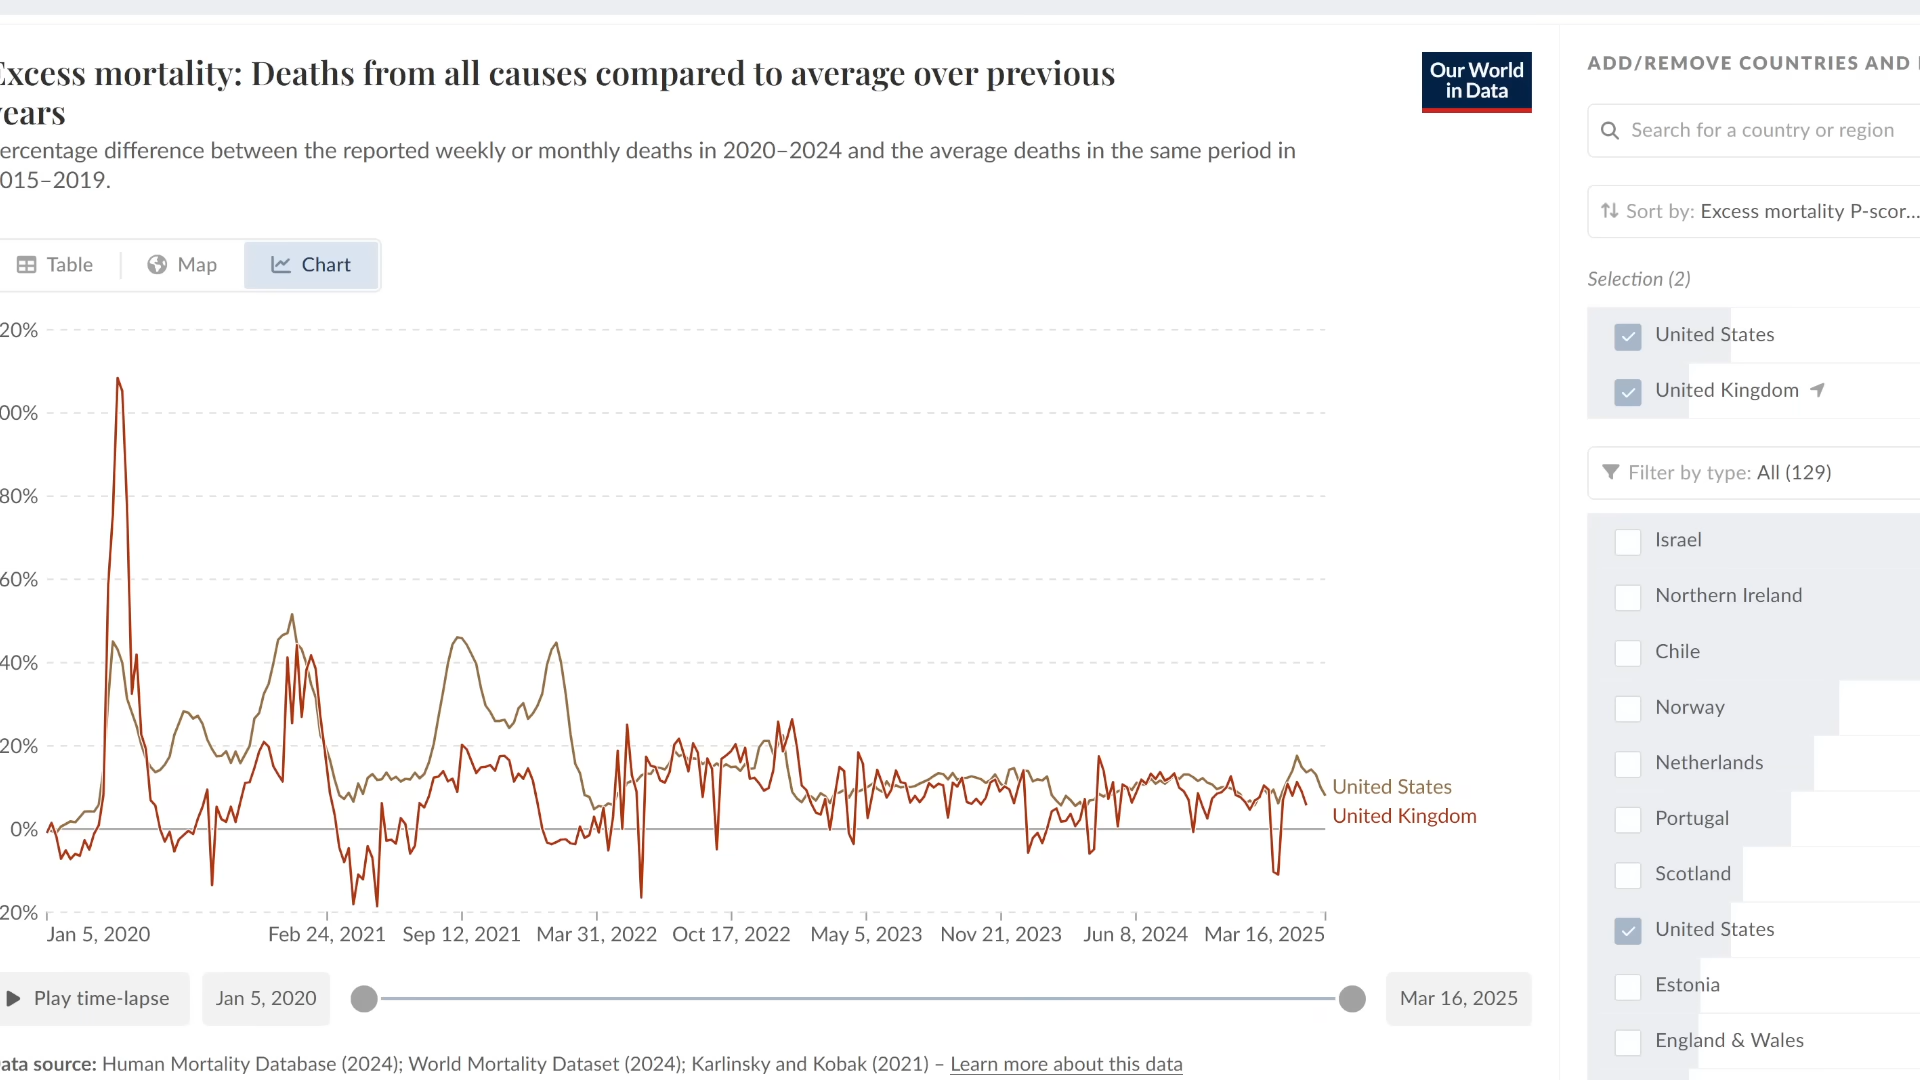 Excess mortality: Deaths from all causes compared to average over previous
years
ercentage difference between the reported weekly or monthly deaths in 2020–2024 and the average deaths in the same period in
015–2019.
Our World
in Data
Table
Map
Chart
20%
00%
80%
60%
40%
20%
0%
20%
United States
United Kingdom
Jan 5, 2020
Feb 24, 2021
Sep 12, 2021
Mar 31, 2022
Oct 17, 2022
May 5, 2023
Nov 21, 2023
Jun 8, 2024
Mar 16, 2025
Play time-lapse
Jan 5, 2020
Mar 16, 2025
ata source: Human Mortality Database (2024); World Mortality Dataset (2024); Karlinsky and Kobak (2021) – Learn more about this data
ADD/REMOVE COUNTRIES AND
Search for a country or region
Sort by: Excess mortality P-scor...
Selection (2)
United States
United Kingdom
Filter by type: All (129)
Israel
Northern Ireland
Chile
Norway
Netherlands
Portugal
Scotland
United States
Estonia
England & Wales